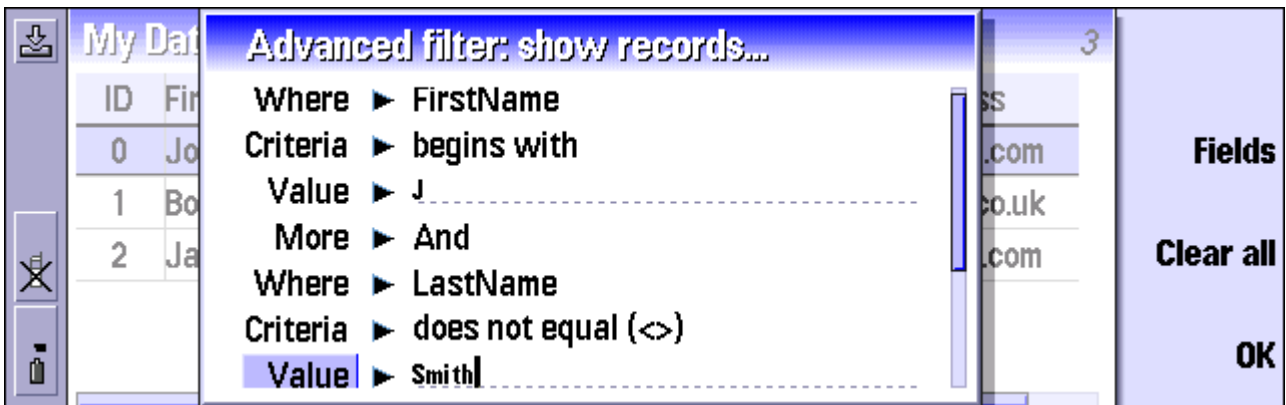 My Dat
3
Advanced filter: show records...
ID Fir ss
0 Jo .com
1 Bo co.uk
2 Ja .com
Where ► FirstName
Criteria ► begins with
Value ► J
More ► And
Where ► LastName
Criteria ► does not equal (<>)
Value ► Smith
Fields
Clear all
OK